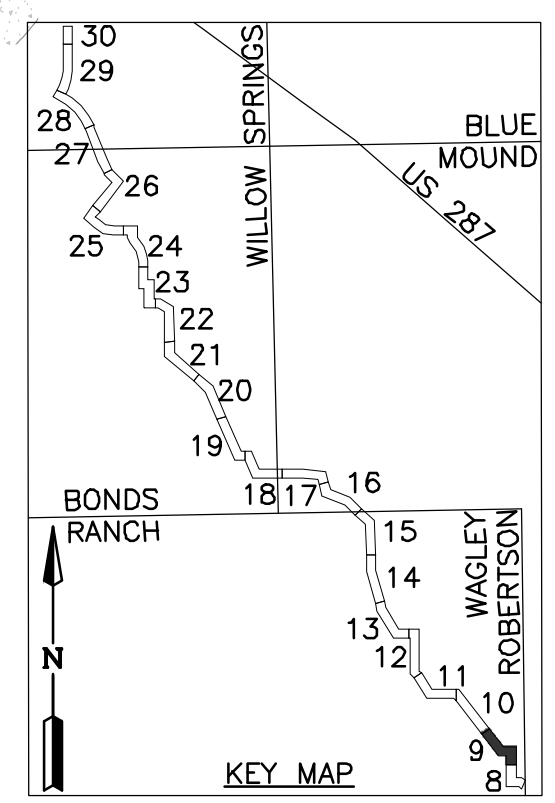 30
29
28
27
26
25
24
23
22
21
20
19
18
17
16
15
14
13
12
11
10
9
8
WILLOW SPRINGS
BLUE
MOUND
US 287
BONDS
RANCH
WAGLEY
ROBERTSON
N
KEY MAP